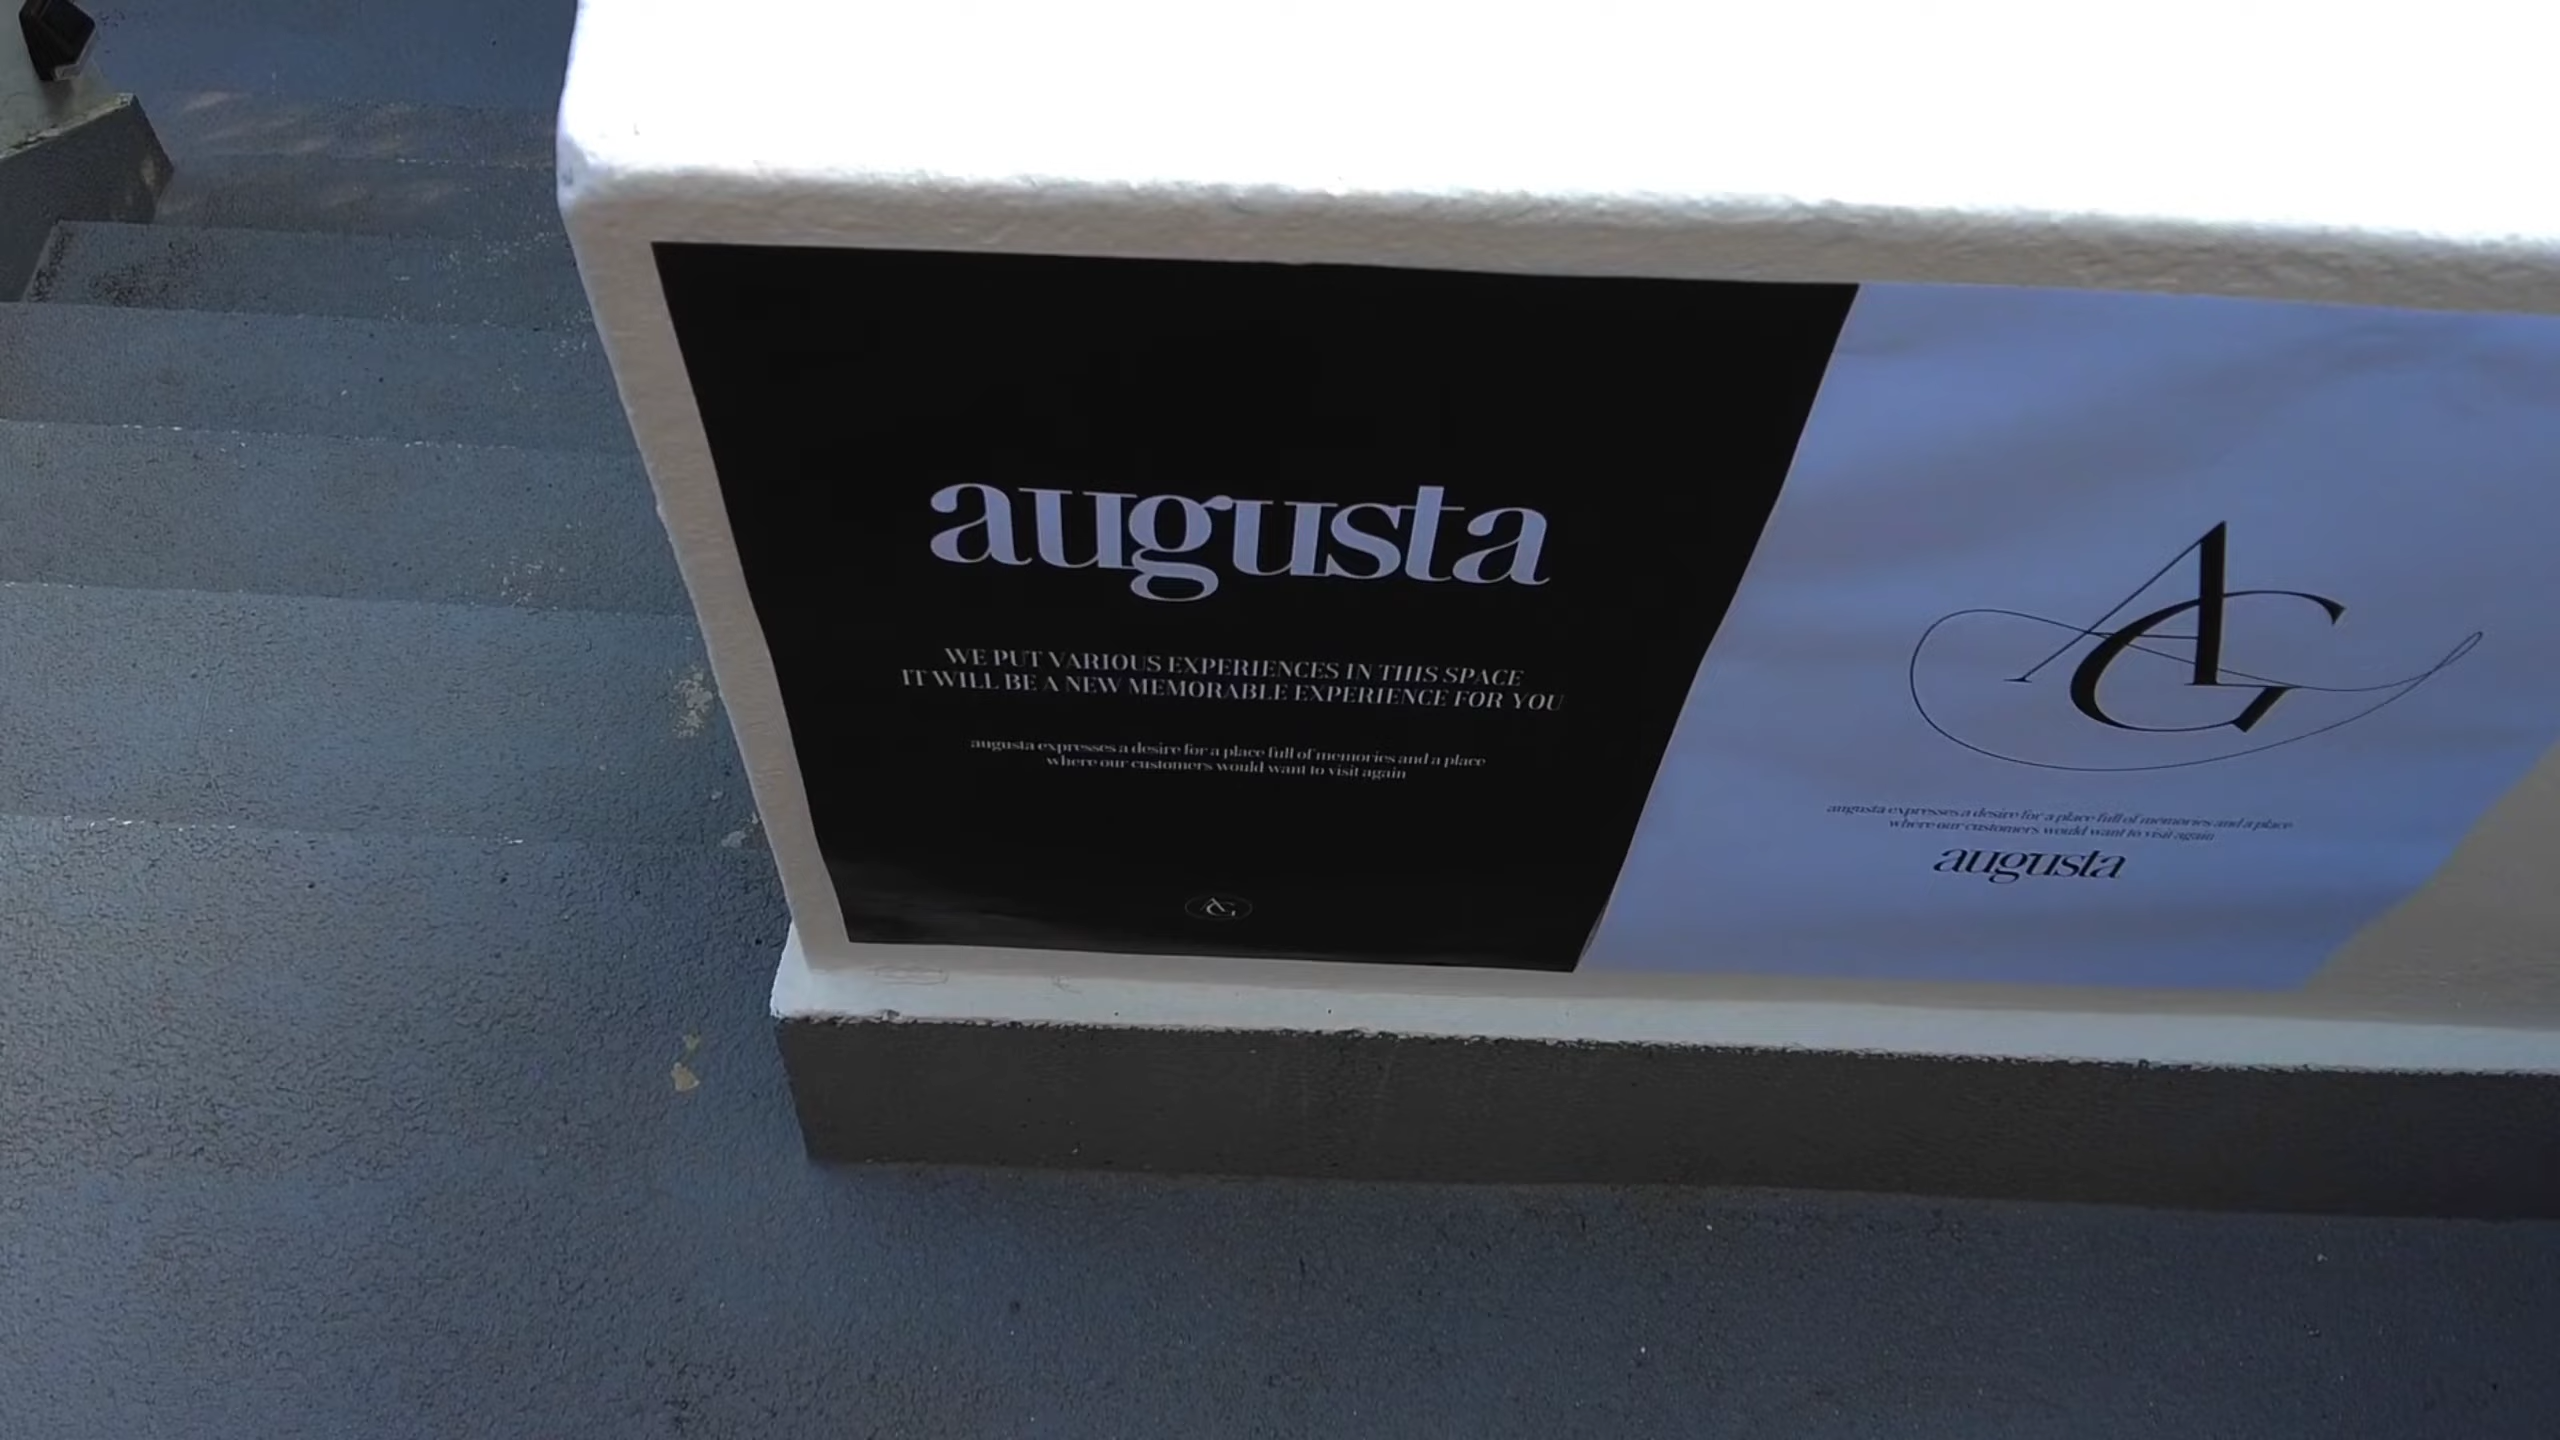 augusta
WE PUT VARIOUS EXPERIENCES IN THIS SPACE
IT WILL BE A NEW MEMORABLE EXPERIENCE FOR YOU
augusta expresses a desire for a place full of memories and a place
where our customers would want to visit again
AG
AG
augusta expresses a desire for a place full of memories and a place
where our customers would want to visit again
augusta